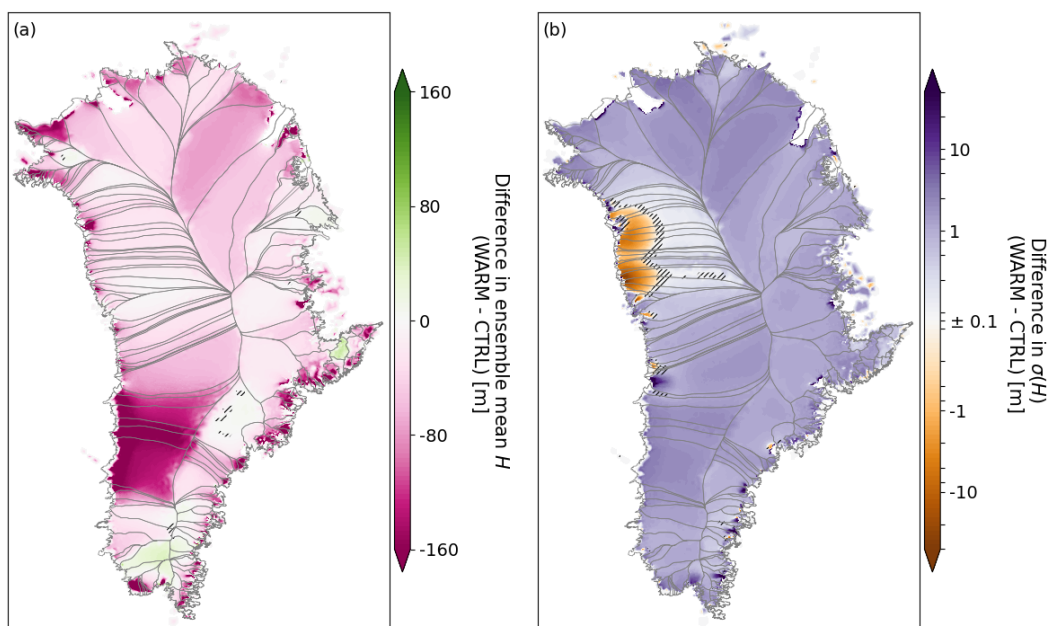 (a)
160
80
0
-80
-160
Difference in ensemble mean H
(WARM - CTRL) [m]
(b)
10
1
± 0.1
-1
-10
Difference in σ(H)
(WARM - CTRL) [m]